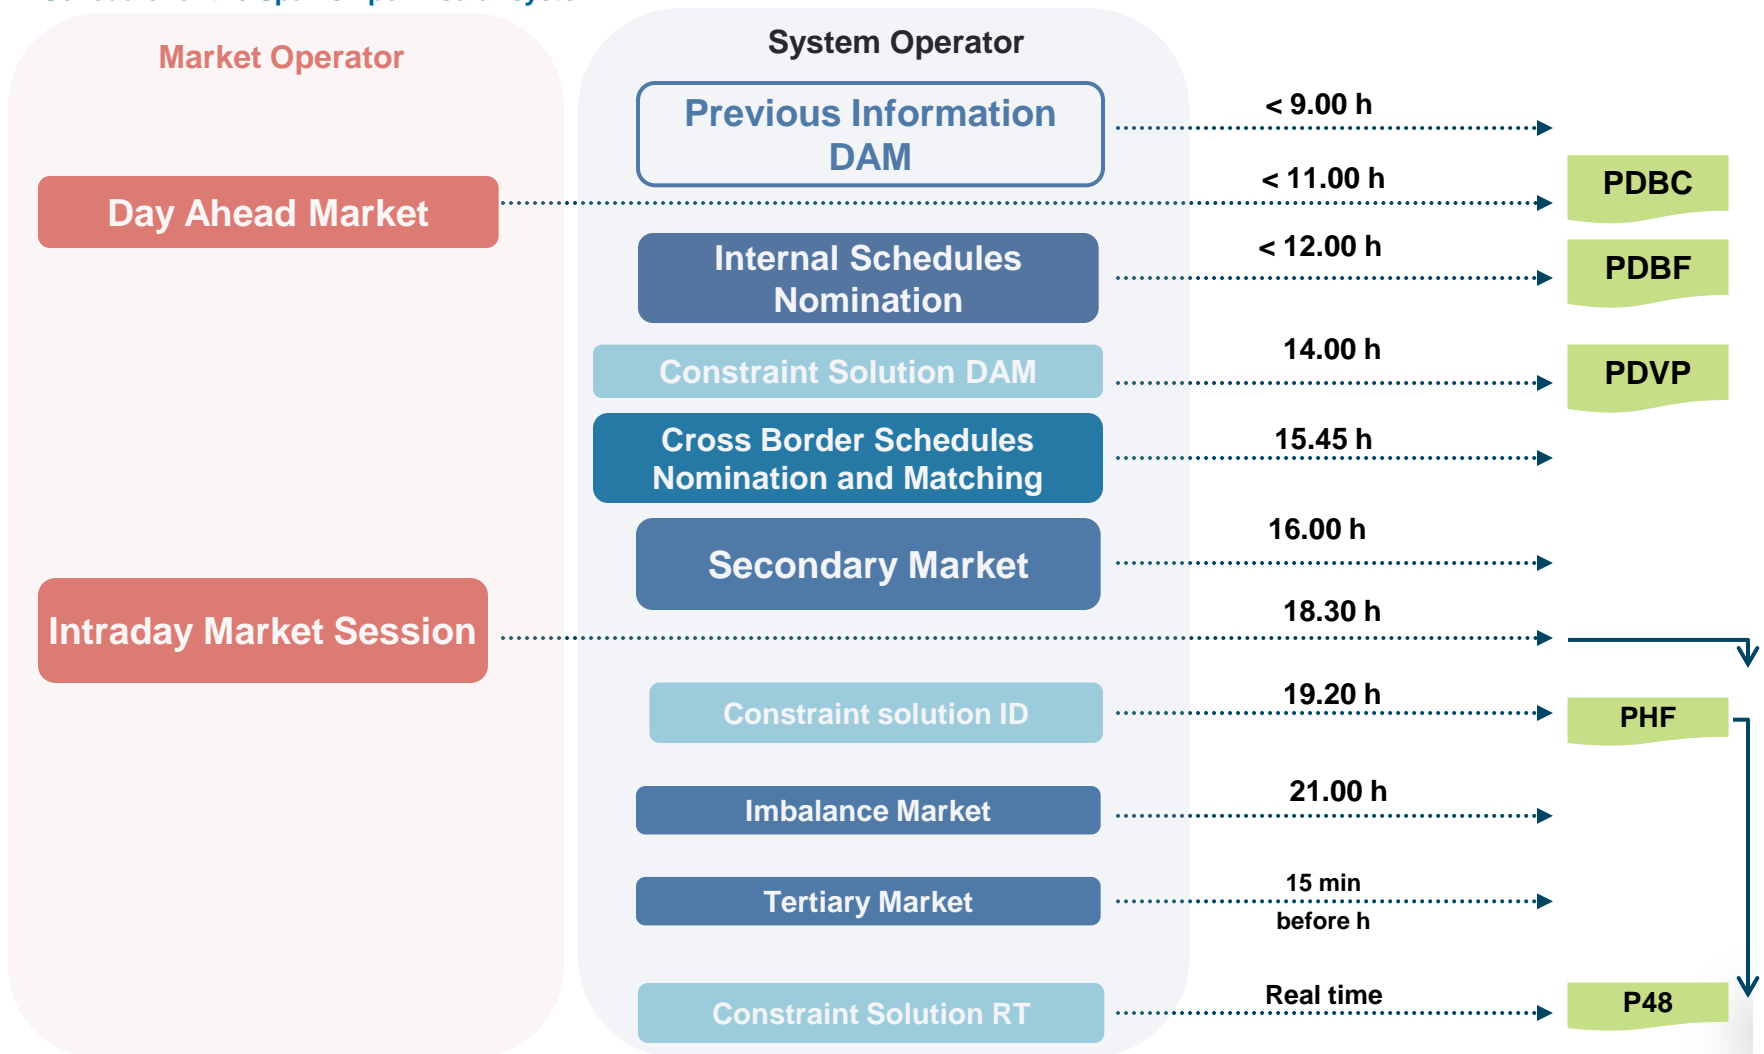 Market Operator
System Operator
Previous Information
DAM
< 9.00 h
Day Ahead Market
< 11.00 h
PDBC
Internal Schedules
Nomination
< 12.00 h
PDBF
Constraint Solution DAM
14.00 h
PDVP
Cross Border Schedules
Nomination and Matching
15.45 h
Secondary Market
16.00 h
Intraday Market Session
18.30 h
Constraint solution ID
19.20 h
PHF
Imbalance Market
21.00 h
Tertiary Market
15 min
before h
Constraint Solution RT
Real time
P48